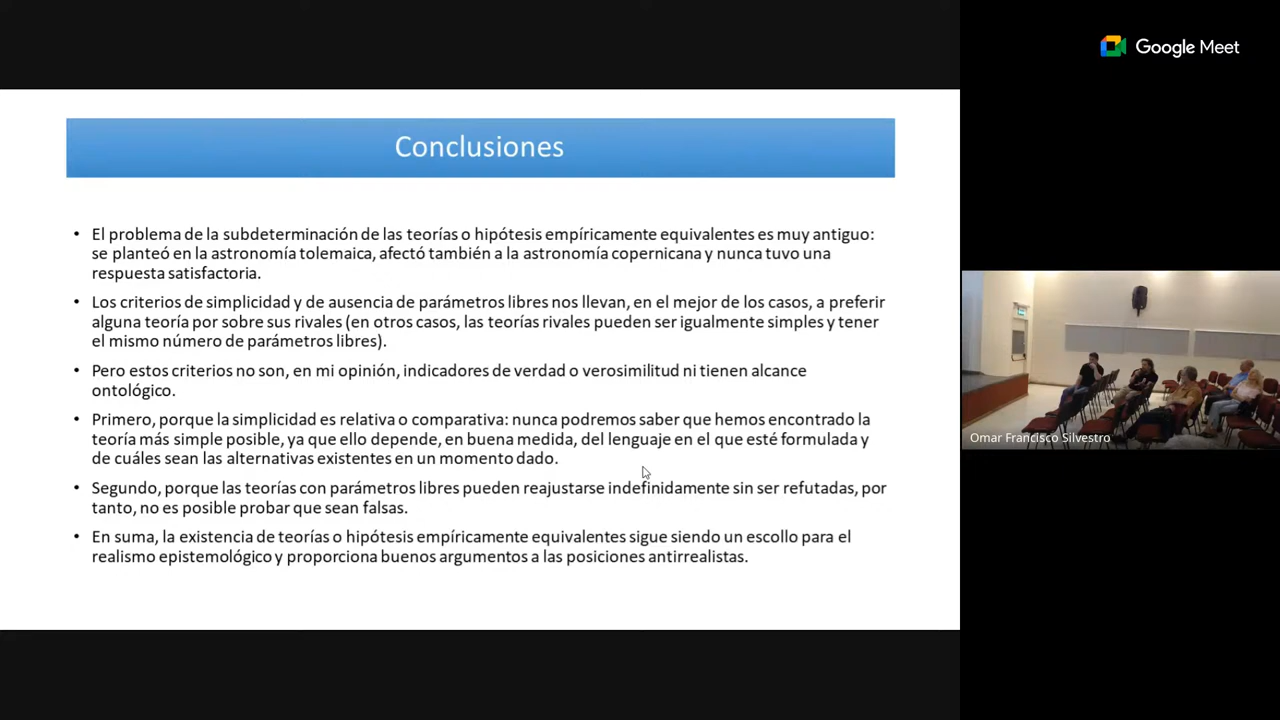 Google Meet
Conclusiones
• El problema de la subdeterminación de las teorías o hipótesis empíricamente equivalentes es muy antiguo:
se planteó en la astronomía tolemaica, afectó también a la astronomía copernicana y nunca tuvo una
respuesta satisfactoria.
• Los criterios de simplicidad y de ausencia de parámetros libres nos llevan, en el mejor de los casos, a preferir
alguna teoría por sobre sus rivales (en otros casos, las teorías rivales pueden ser igualmente simples y tener
el mismo número de parámetros libres).
• Pero estos criterios no son, en mi opinión, indicadores de verdad o verosimilitud ni tienen alcance
ontológico.
• Primero, porque la simplicidad es relativa o comparativa: nunca podremos saber que hemos encontrado la
teoría más simple posible, ya que ello depende, en buena medida, del lenguaje en el que esté formulada y
de cuáles sean las alternativas existentes en un momento dado.
• Segundo, porque las teorías con parámetros libres pueden reajustarse indefinidamente sin ser refutadas, por
tanto, no es posible probar que sean falsas.
• En suma, la existencia de teorías o hipótesis empíricamente equivalentes sigue siendo un escollo para el
realismo epistemológico y proporciona buenos argumentos a las posiciones antirrealistas.
Omar Francisco Silvestro